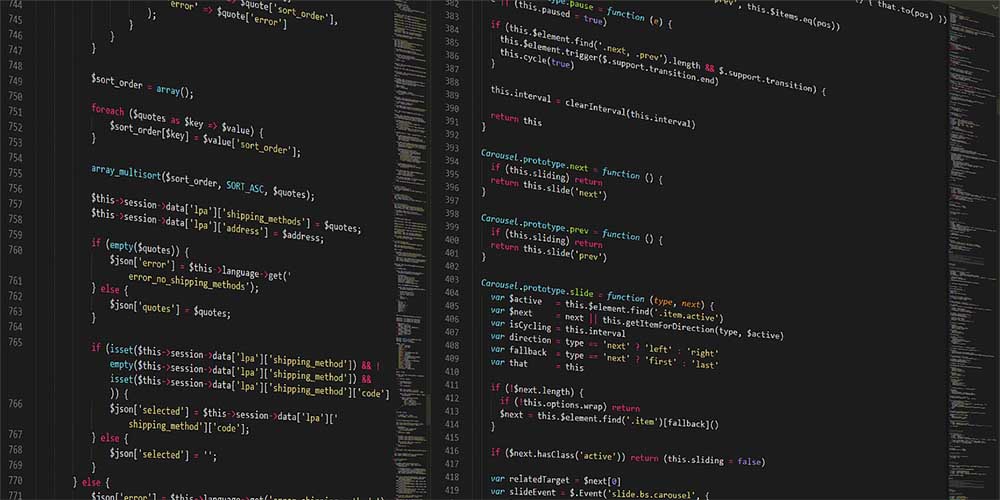 744
745
746
747
748
749
750
751
752
753
754
755
756
757
758
759
760
761
762
763
764
765
766
767
768
769
770
771
error' => $quote['sort_order'],
=> $quote['error']
);
}
}
$sort_order = array();
foreach ($quotes as $key => $value) {
$sort_order[$key] = $value['sort_order'];
}
array_multisort($sort_order, SORT_ASC, $quotes);
$this->session->data['lpa']['shipping_methods'] = $quotes;
$this->session->data['lpa']['address'] = $address;
if (empty($quotes)) {
$json['error'] = $this->language->get('
error_no_shipping_methods');
} else {
$json['quotes'] = $quotes;
}
if (isset($this->session->data['lpa']['shipping_method']) && !
empty($this->session->data['lpa']['shipping_method']) &&
isset($this->session->data['lpa']['shipping_method']['code']
)) {
$json['selected'] = $this->session->data['lpa']['
shipping_method']['code'];
} else {
$json['selected'] = '';
}
} else {
382
383
384
385
386
387
388
389
390
391
392
393
394
395
396
397
398
399
400
401
402
403
404
405
406
407
408
409
410
411
412
413
414
415
416
417
418
419
prev', this.$items.eq(pos))
{ that.to(pos) })
.pause = function (e) {
|| (this.paused = true)
if (this.$element.find('.next, .prev').length && $.support.transition) {
this.$element.trigger($.support.transition.end)
this.cycle(true)
}
this.interval = clearInterval(this.interval)
return this
}
Carousel.prototype.next = function () {
if (this.sliding) return
return this.slide('next')
}
Carousel.prototype.prev = function () {
if (this.sliding) return
return this.slide('prev')
}
Carousel.prototype.slide = function (type, next) {
var $active = this.$element.find('.item.active')
var $next = next || this.getItemForDirection(type, $active)
var isCycling = this.interval
var direction = type == 'next' ? 'left' : 'right'
var fallback = type == 'next' ? 'first' : 'last'
var that = this
if (!$next.length) {
if (!this.options.wrap) return
$next = this.$element.find('.item')[fallback]()
}
if ($next.hasClass('active')) return (this.sliding = false)
var relatedTarget = $next[0]
var slideEvent = $.Event('slide.bs.carousel', {